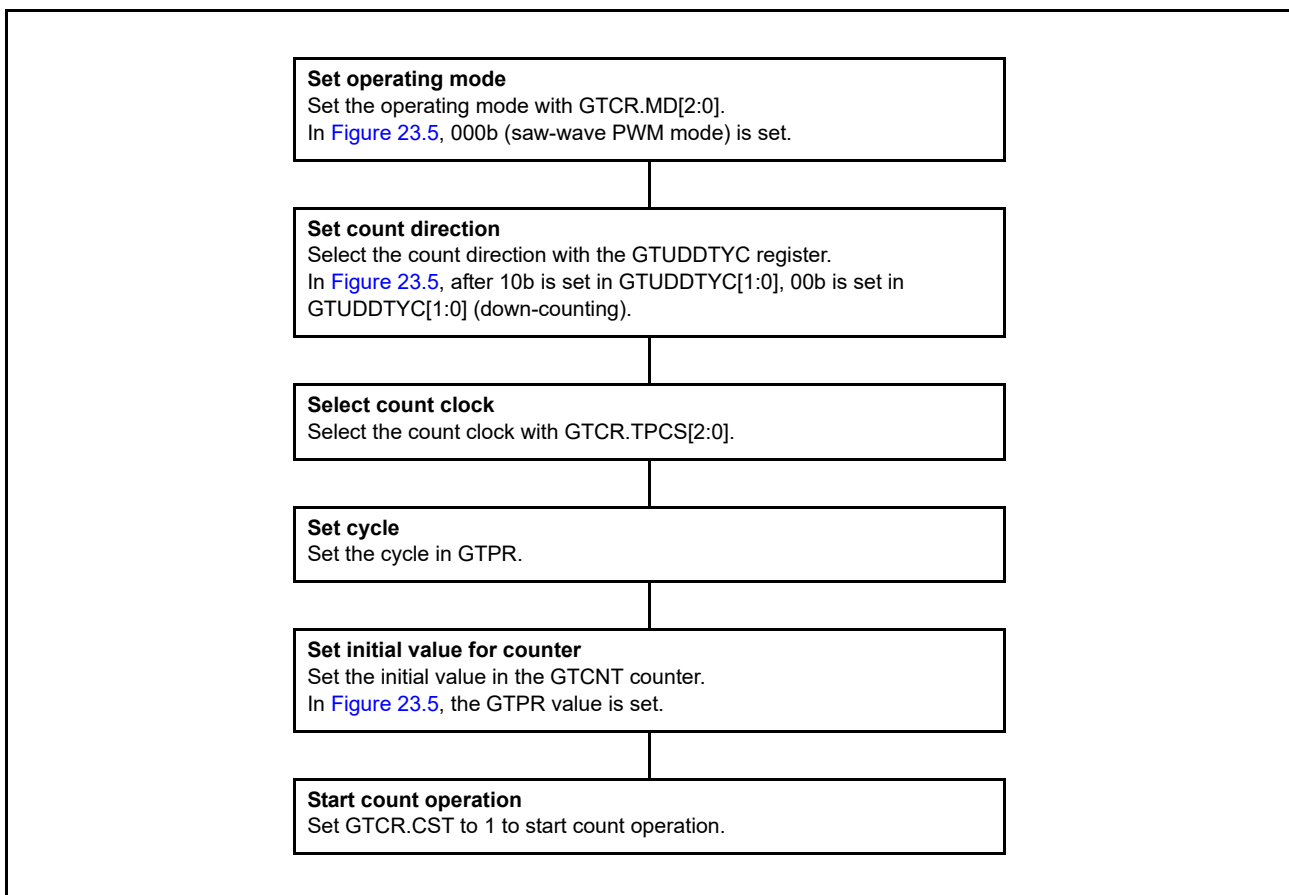 Set operating mode
Set the operating mode with GTCR.MD[2:0].
In Figure 23.5, 000b (saw-wave PWM mode) is set.
Set count direction
Select the count direction with the GTUDDTYC register.
In Figure 23.5, after 10b is set in GTUDDTYC[1:0], 00b is set in
GTUDDTYC[1:0] (down-counting).
Select count clock
Select the count clock with GTCR.TPCS[2:0].
Set cycle
Set the cycle in GTPR.
Set initial value for counter
Set the initial value in the GTCNT counter.
In Figure 23.5, the GTPR value is set.
Start count operation
Set GTCR.CST to 1 to start count operation.